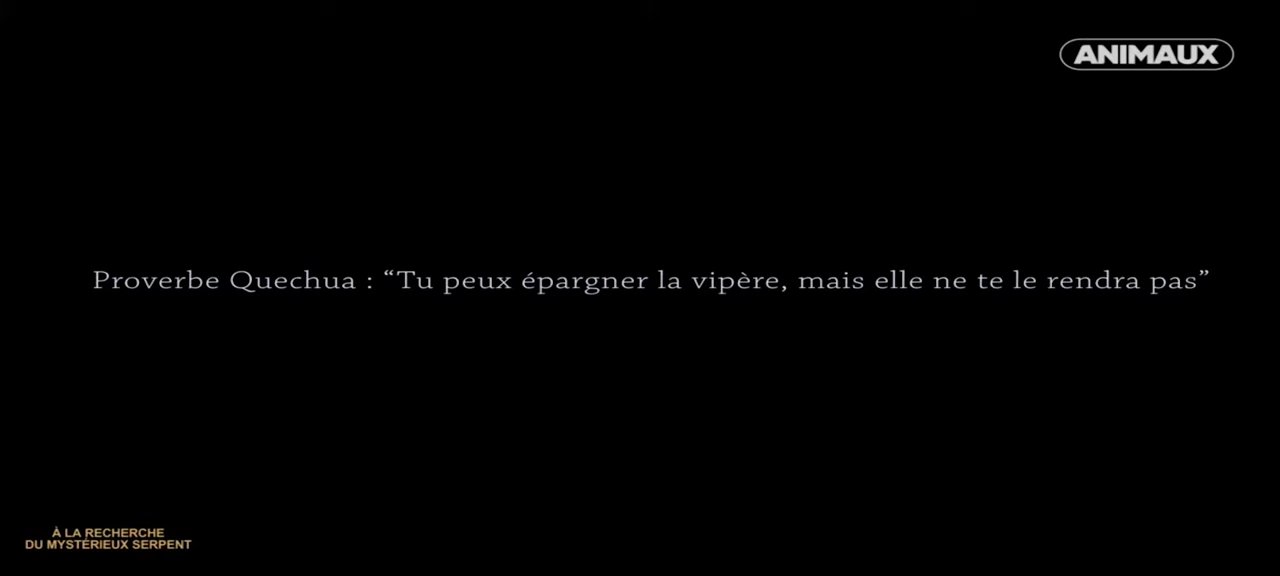 ANIMAUX
Proverbe Quechua : “Tu peux épargner la vipère, mais elle ne te le rendra pas”
À LA RECHERCHE
DU MYSTÉRIEUX SERPENT